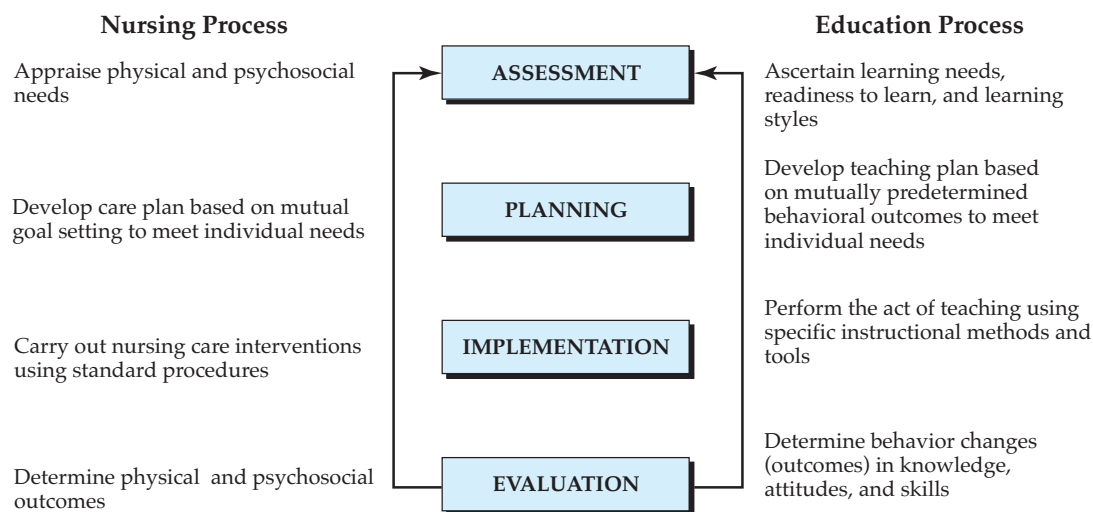 Nursing Process
Education Process
Appraise physical and psychosocial
needs
ASSESSMENT
Ascertain learning needs,
readiness to learn, and learning
styles
Develop care plan based on mutual
goal setting to meet individual needs
PLANNING
Develop teaching plan based
on mutually predetermined
behavioral outcomes to meet
individual needs
Carry out nursing care interventions
using standard procedures
IMPLEMENTATION
Perform the act of teaching using
specific instructional methods and
tools
Determine physical and psychosocial
outcomes
EVALUATION
Determine behavior changes
(outcomes) in knowledge,
attitudes, and skills